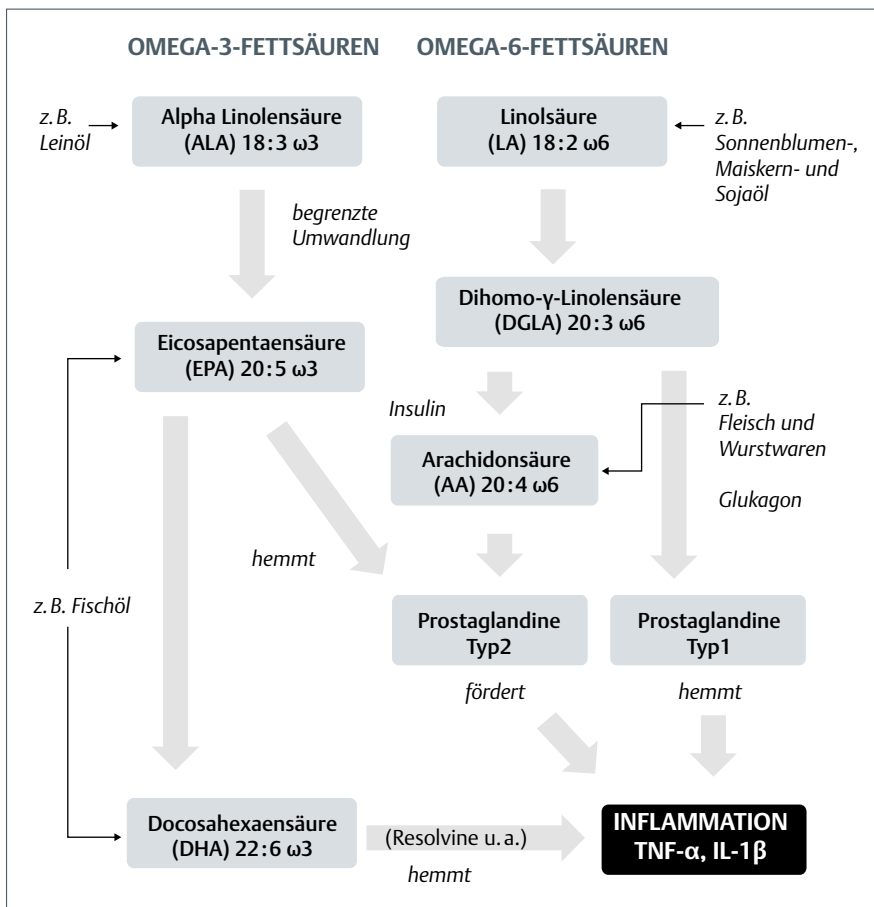 OMEGA-3-FETTSÄUREN
OMEGA-6-FETTSÄUREN
z. B.
Leinöl
Alpha Linolensäure
(ALA) 18:3 ω3
Linolsäure
(LA) 18:2 ω6
z. B.
Sonnenblumen-,
Maiskern- und
Sojaöl
begrenzte
Umwandlung
Dihomo-γ-Linolensäure
(DGLA) 20:3 ω6
Eicosapentaensäure
(EPA) 20:5 ω3
Insulin
z. B.
Fleisch und
Wurstwaren
Arachidonsäure
(AA) 20:4 ω6
Glukagon
hemmt
z. B. Fischöl
Prostaglandine
Typ2
Prostaglandine
Typ1
fördert
hemmt
Docosahexaensäure
(DHA) 22:6 ω3
(Resolvine u. a.)
hemmt
INFLAMMATION
TNF-α, IL-1β